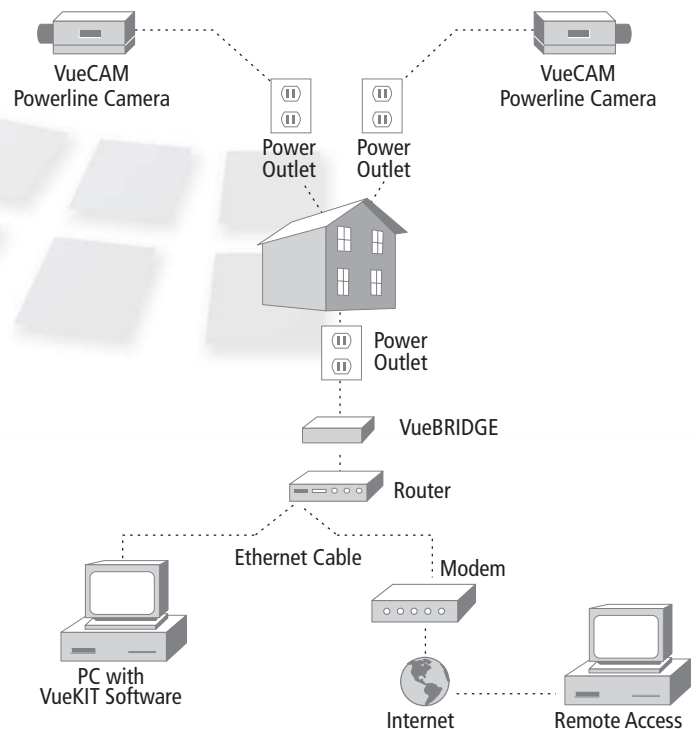 VueCAM
Powerline Camera
VueCAM
Powerline Camera
Power
Outlet
Power
Outlet
Power
Outlet
VueBRIDGE
Router
Ethernet Cable
Modem
PC with
VueKIT Software
Internet
Remote Access